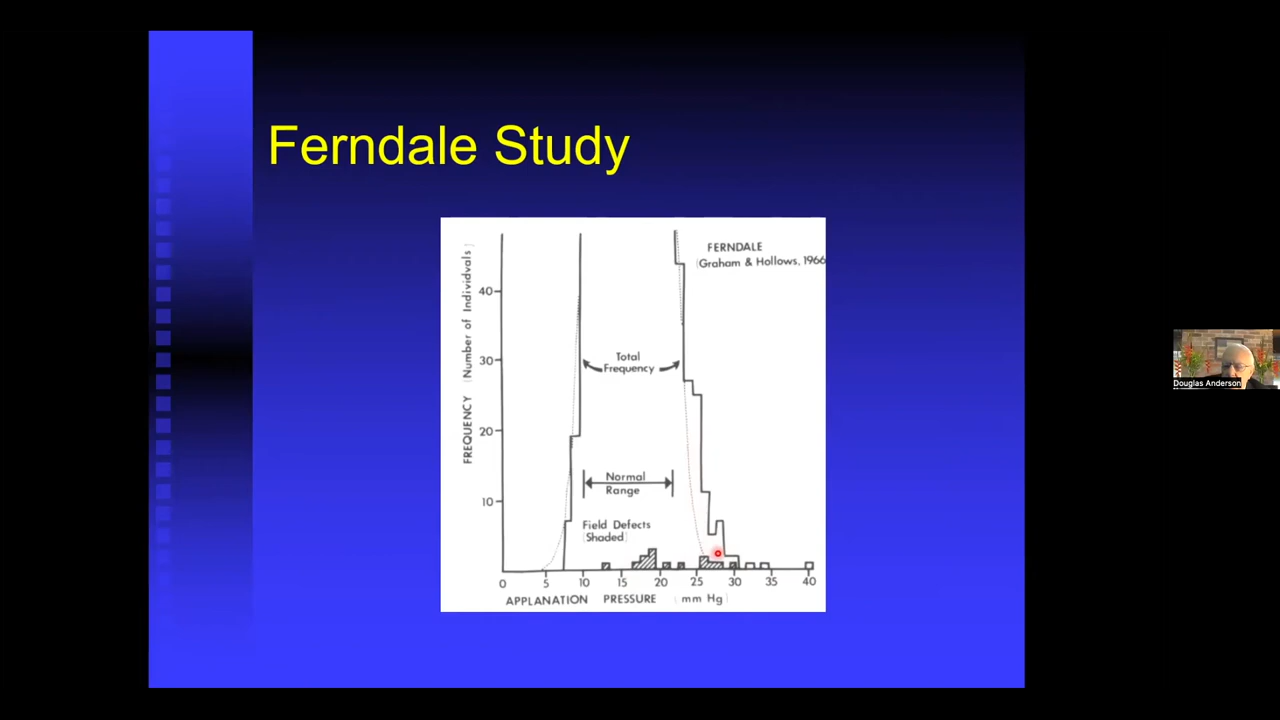 Ferndale Study
FERNDALE
(Graham & Hollows, 1966
FREQUENCY (Number of Individvals)
40
30
20
10
Total
Frequency
Normal
Range
Field Defects
(Shaded)
0 5 10 15 20 25 30 35 40
APPLANATION PRESSURE (mm Hg)
Douglas Anderson